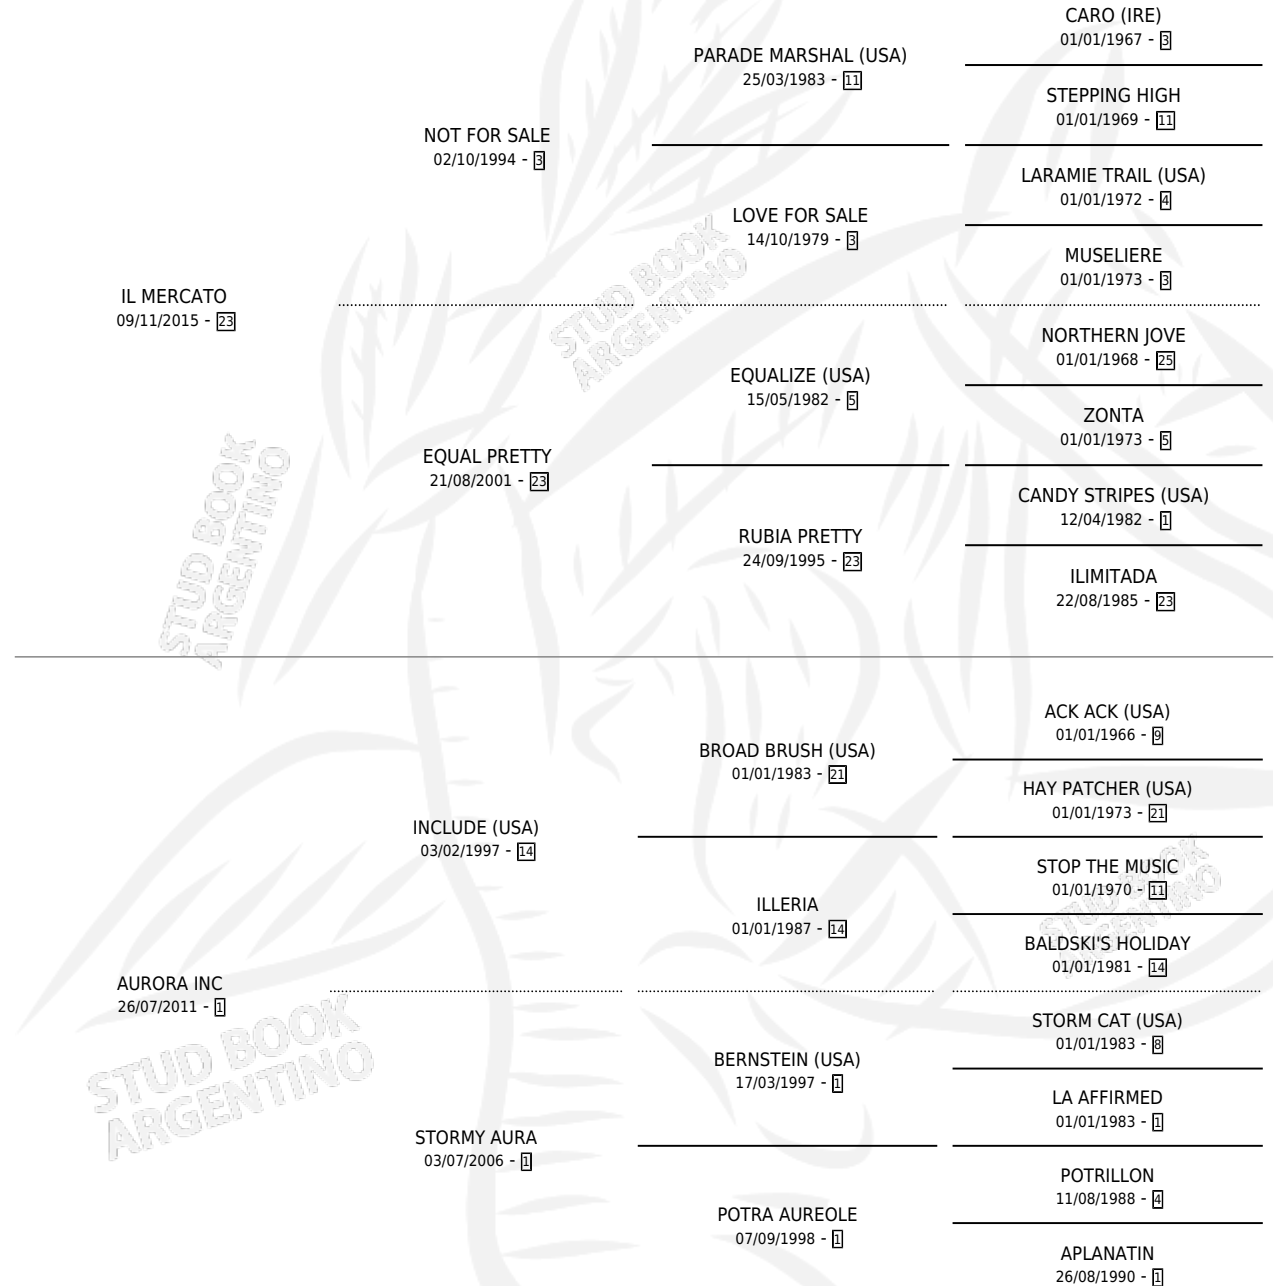 CARO (IRE)
01/01/1967 - 3
PARADE MARSHAL (USA)
25/03/1983 - 11
STEPPING HIGH
01/01/1969 - 11
NOT FOR SALE
02/10/1994 - 3
LARAMIE TRAIL (USA)
01/01/1972 - 4
LOVE FOR SALE
14/10/1979 - 3
MUSELIERE
01/01/1973 - 3
IL MERCATO
09/11/2015 - 23
STUD BOOK
ARGENTINO
NORTHERN JOVE
01/01/1968 - 25
EQUALIZE (USA)
15/05/1982 - 5
ZONTA
01/01/1973 - 5
EQUAL PRETTY
21/08/2001 - 23
CANDY STRIPES (USA)
12/04/1982 - 1
RUBIA PRETTY
24/09/1995 - 23
ILIMITADA
22/08/1985 - 23
STUD BOOK
ARGENTINO
ACK ACK (USA)
01/01/1966 - 9
BROAD BRUSH (USA)
01/01/1983 - 21
HAY PATCHER (USA)
01/01/1973 - 21
INCLUDE (USA)
03/02/1997 - 14
STOP THE MUSIC
01/01/1970 - 11
ILLERIA
01/01/1987 - 14
BALDSKI'S HOLIDAY
01/01/1981 - 14
STUD BOOK
ARGENTINO
AURORA INC
26/07/2011 - 1
STORM CAT (USA)
01/01/1983 - 8
BERNSTEIN (USA)
17/03/1997 - 1
LA AFFIRMED
01/01/1983 - 1
STORMY AURA
03/07/2006 - 1
POTRILLON
11/08/1988 - 4
POTRA AUREOLE
07/09/1998 - 1
APLANATIN
26/08/1990 - 1
STUD BOOK
ARGENTINO